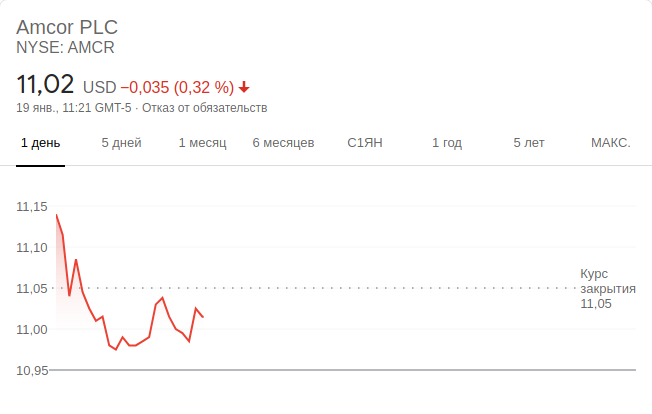 Amcor PLC
NYSE: AMCR
11,02 USD −0,035 (0,32 %)
19 янв., 11:21 GMT-5 · Отказ от обязательств
1 день 5 дней 1 месяц 6 месяцев С1ЯН 1 год 5 лет МАКС.
11,15
11,10
11,05
11,00
10,95
Курс
закрытия
11,05